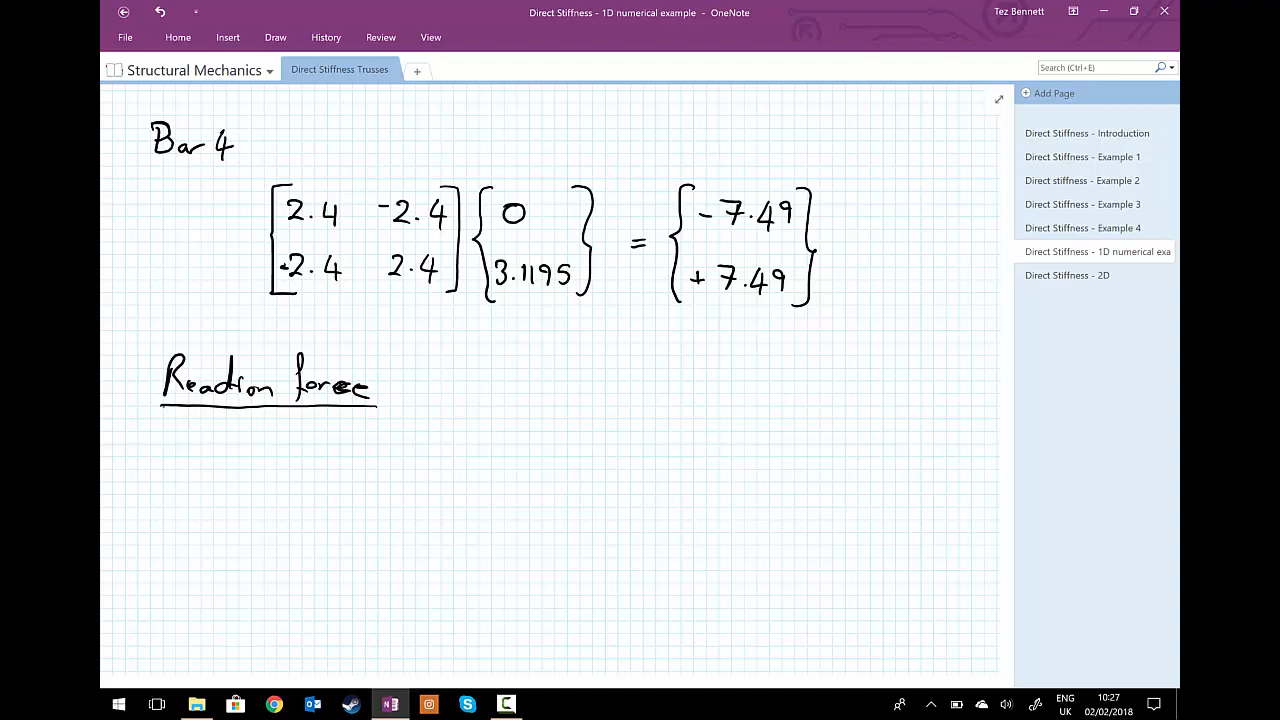 Direct Stiffness - 1D numerical example - OneNote
Tez Bennett
File Home Insert Draw History Review View
Structural Mechanics
Direct Stiffness Trusses
+
Search (Ctrl+E)
Add Page
Direct Stiffness - Introduction
Direct Stiffness - Example 1
Direct stiffness - Example 2
Direct Stiffness - Example 3
Direct Stiffness - Example 4
Direct Stiffness - 1D numerical exa
Direct Stiffness - 2D
Bar 4
[2.4 -2.4] {0} = {-7.49}
[-2.4 2.4] {3.1195} {+7.49}
Reaction force
ENG
UK
10:27
02/02/2018